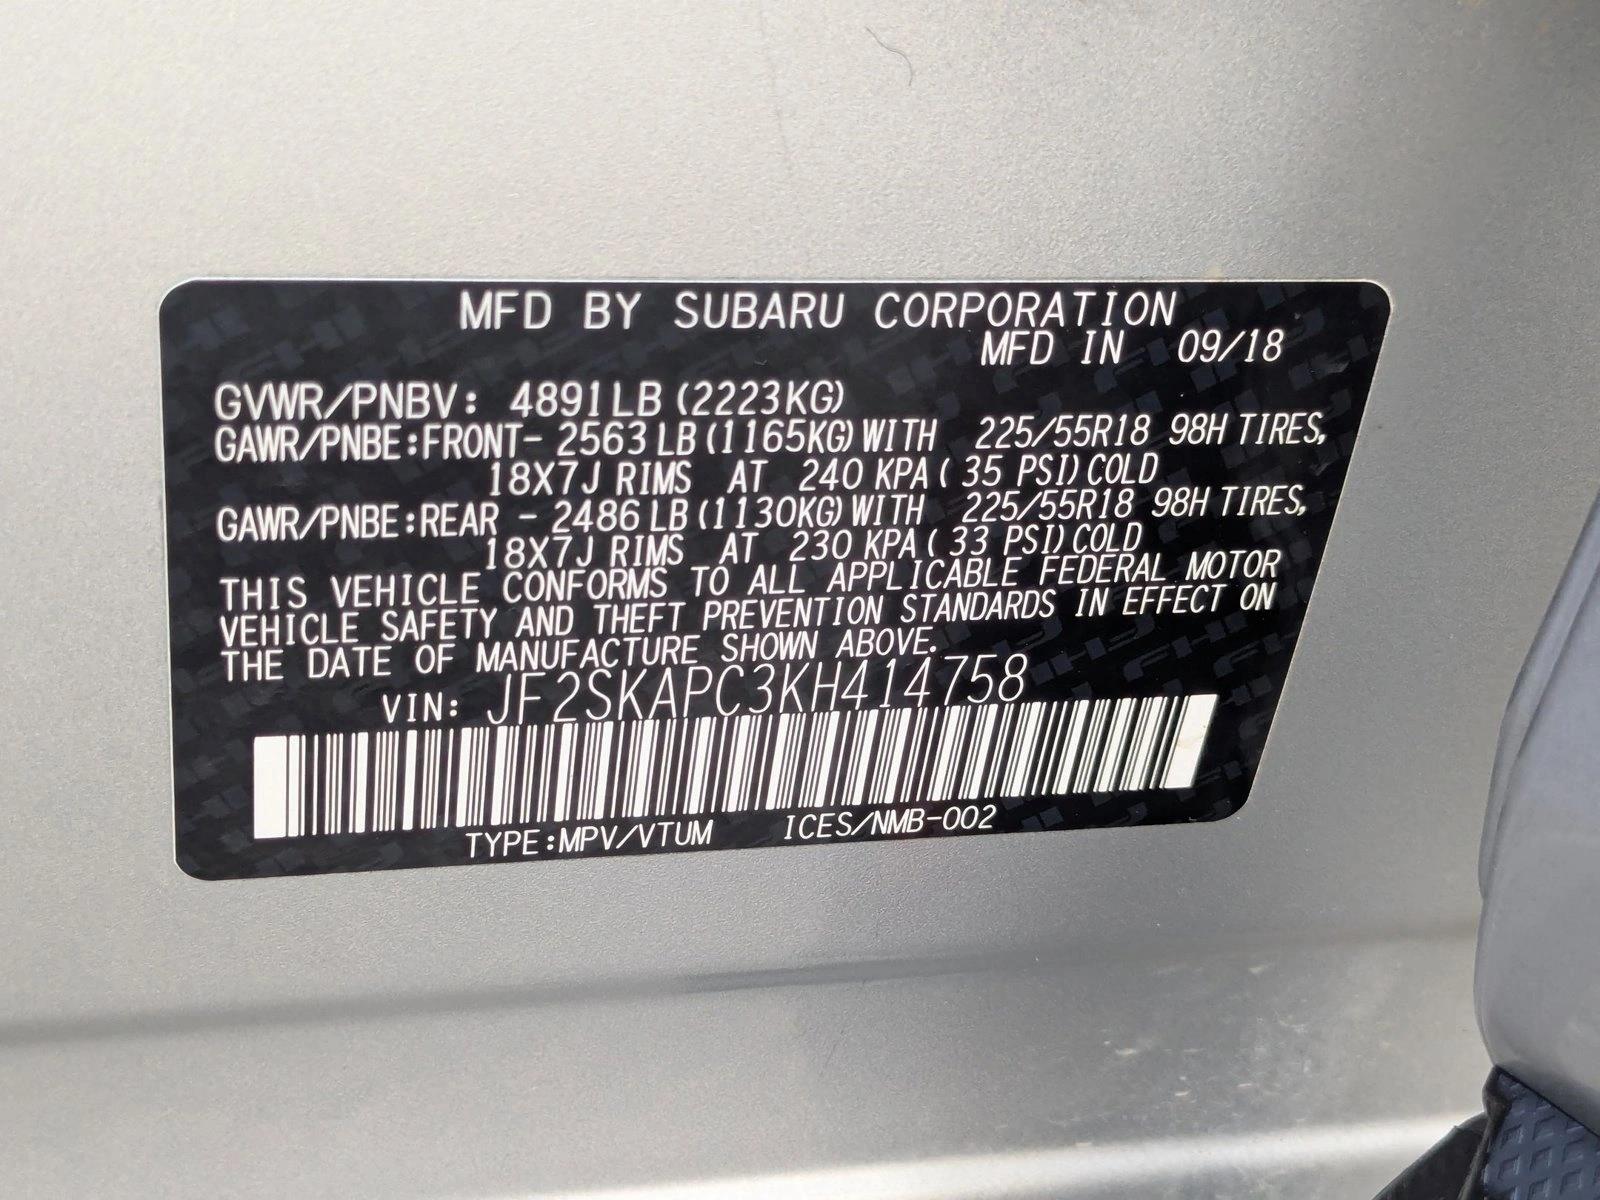 MFD BY SUBARU CORPORATION
MFD IN 09/18
GVWR/PNBV: 4891LB (2223KG)
GAWR/PNBE:FRONT- 2563 LB (1165KG) WITH 225/55R18 98H TIRES,
18X7J RIMS AT 240 KPA ( 35 PSI) COLD
GAWR/PNBE:REAR - 2486 LB (1130KG) WITH 225/55R18 98H TIRES,
18X7J RIMS AT 230 KPA ( 33 PSI) COLD
THIS VEHICLE CONFORMS TO ALL APPLICABLE FEDERAL MOTOR
VEHICLE SAFETY AND THEFT PREVENTION STANDARDS IN EFFECT ON
THE DATE OF MANUFACTURE SHOWN ABOVE.
VIN: JF2SKAPC3KH414758
TYPE:MPV/VTUM ICES/NMB-002